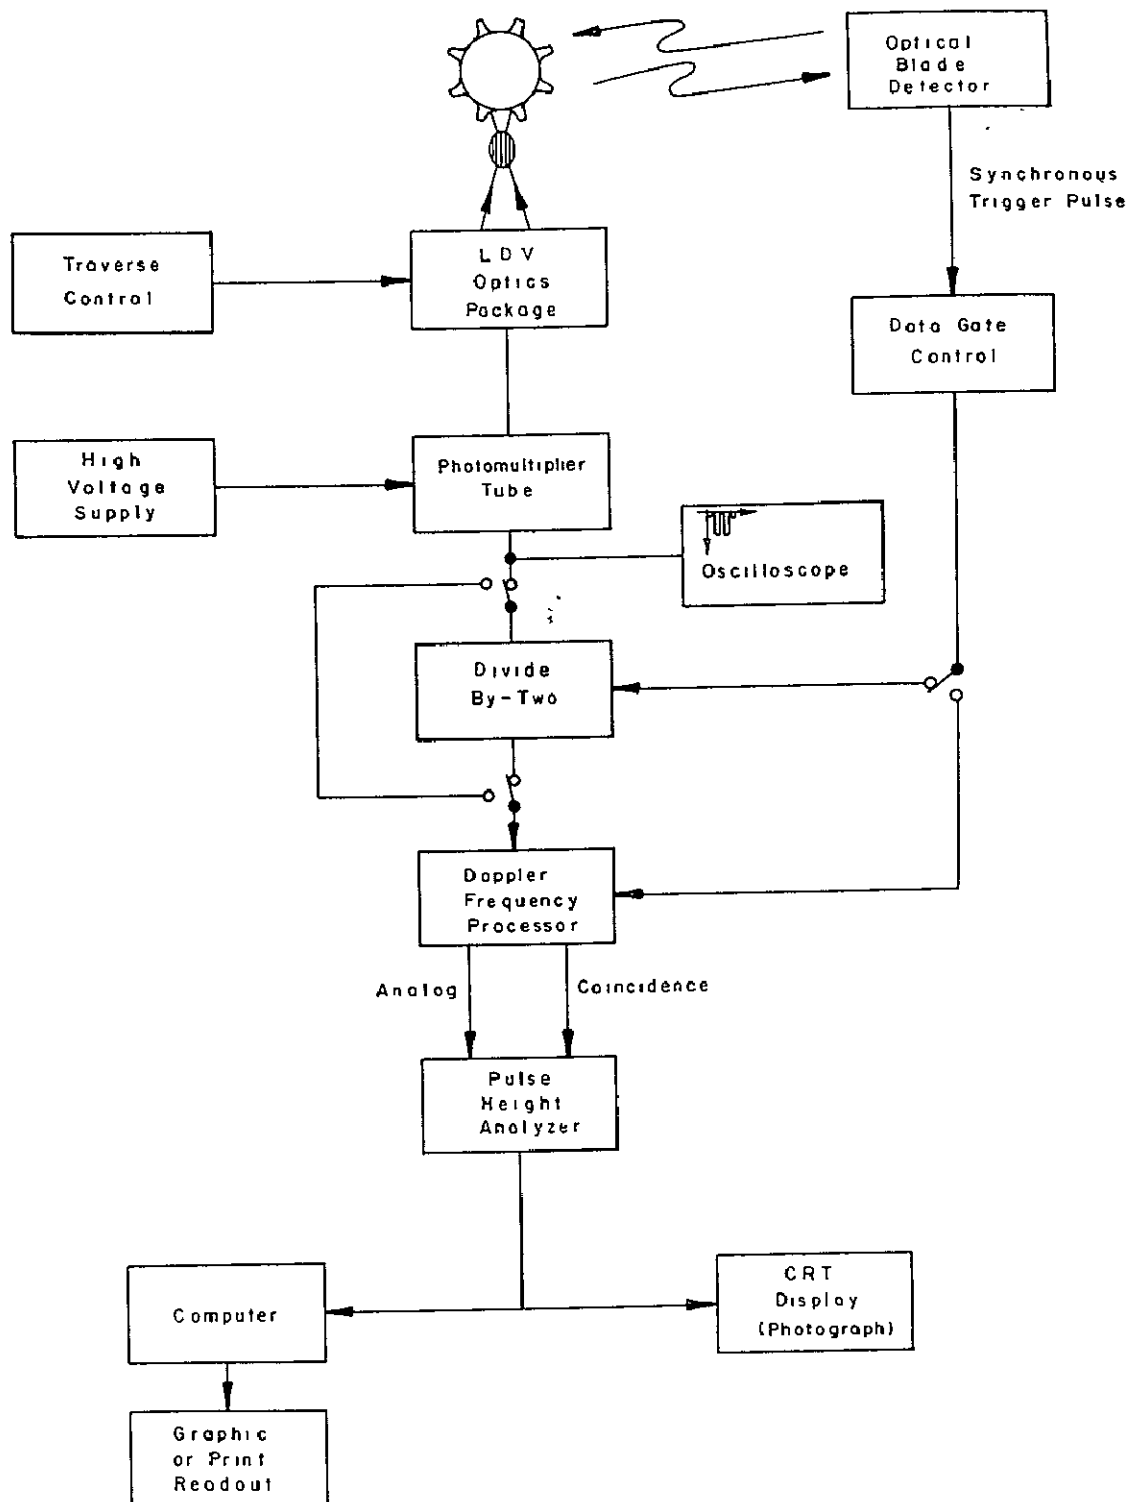 Optical
Blade
Detector
Synchronous
Trigger Pulse
Traverse
Control
LDV
Optics
Package
Data Gate
Control
High
Voltage
Supply
Photomultiplier
Tube
Oscilloscope
Divide
By-Two
Doppler
Frequency
Processor
Analog
Coincidence
Pulse
Height
Analyzer
Computer
CRT
Display
(Photograph)
Graphic
or Print
Readout